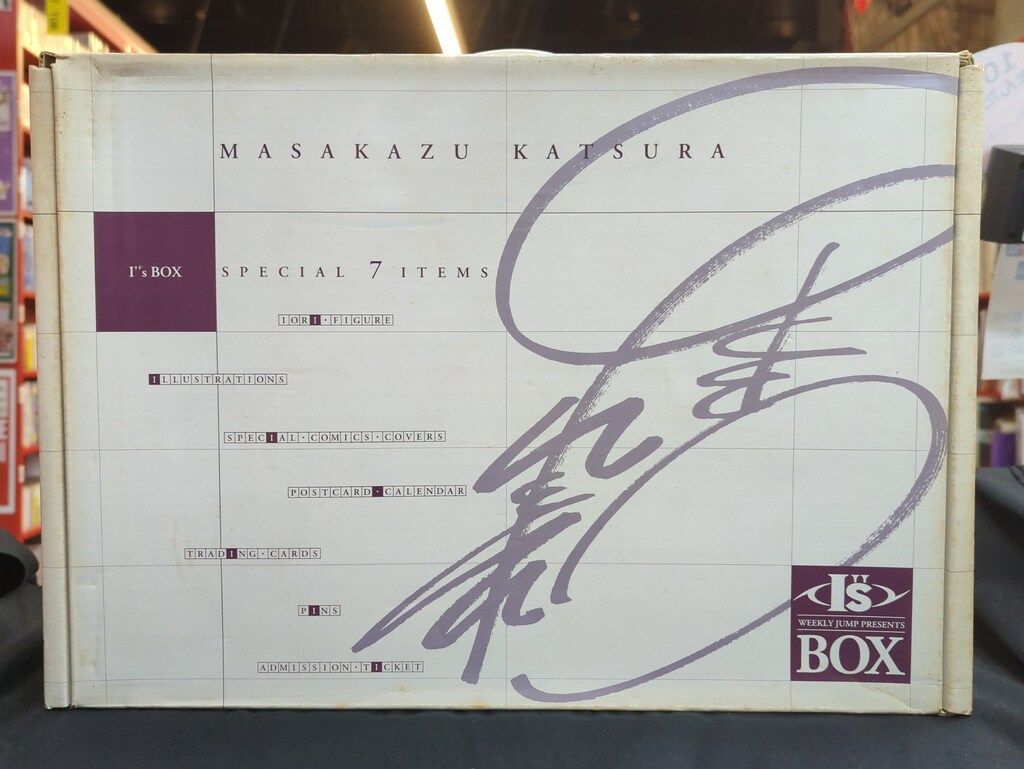 MASAKAZU KATSURA
I"s BOX
SPECIAL 7 ITEMS
IORI・FIGURE
ILLUSTRATIONS
SPECIAL・COMICS・COVERS
POSTCARD・CALENDAR
TRADING・CARDS
PINS
ADMISSION・TICKET
I"s
WEEKLY JUMP PRESENTS
BOX